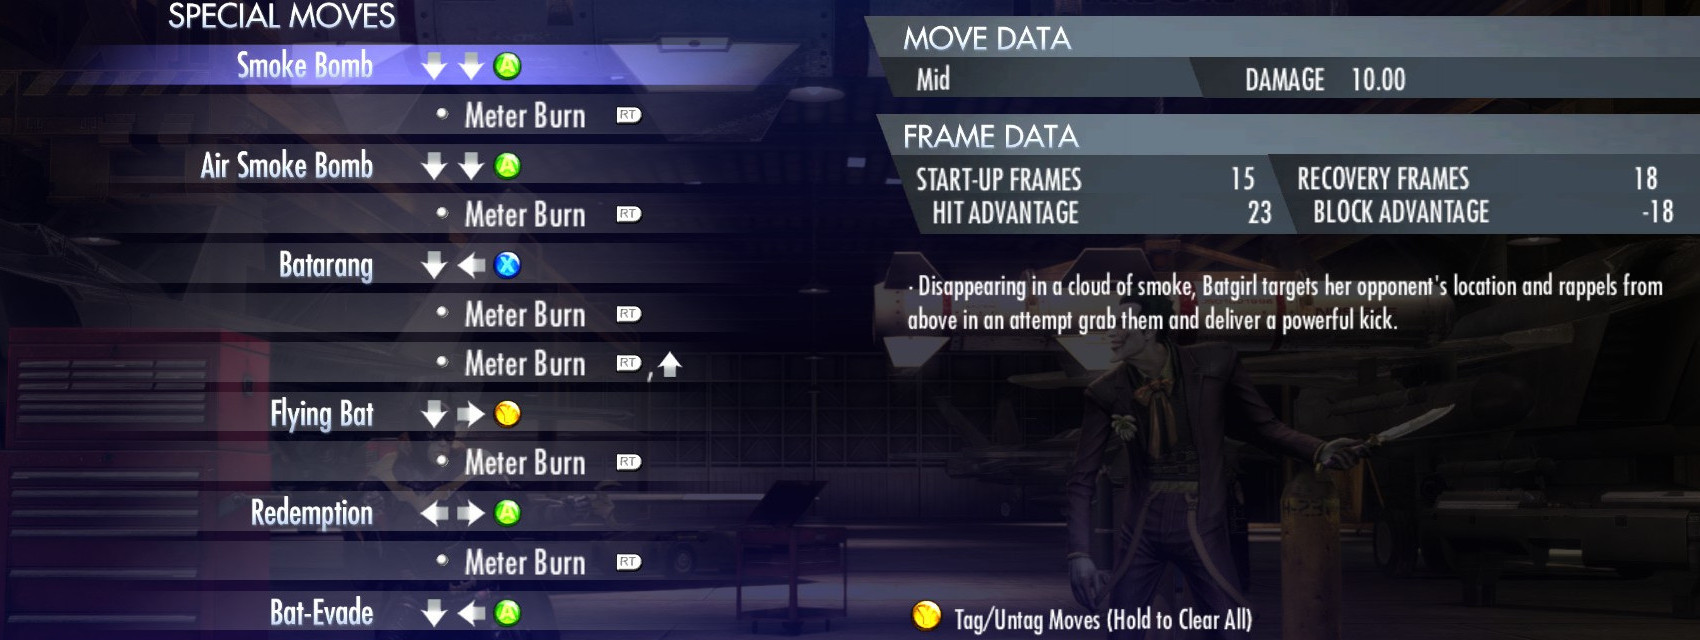 SPECIAL MOVES
Smoke Bomb A
Meter Burn RT
Air Smoke Bomb A
Meter Burn RT
Batarang X
Meter Burn RT
Meter Burn RT ,
Flying Bat Y
Meter Burn RT
Redemption A
Meter Burn RT
Bat-Evade A
MOVE DATA
Mid DAMAGE 10.00
FRAME DATA
START-UP FRAMES 15 RECOVERY FRAMES 18
HIT ADVANTAGE 23 BLOCK ADVANTAGE -18
· Disappearing in a cloud of smoke, Batgirl targets her opponent's location and rappels from
above in an attempt grab them and deliver a powerful kick.
Y Tag/Untag Moves (Hold to Clear All)